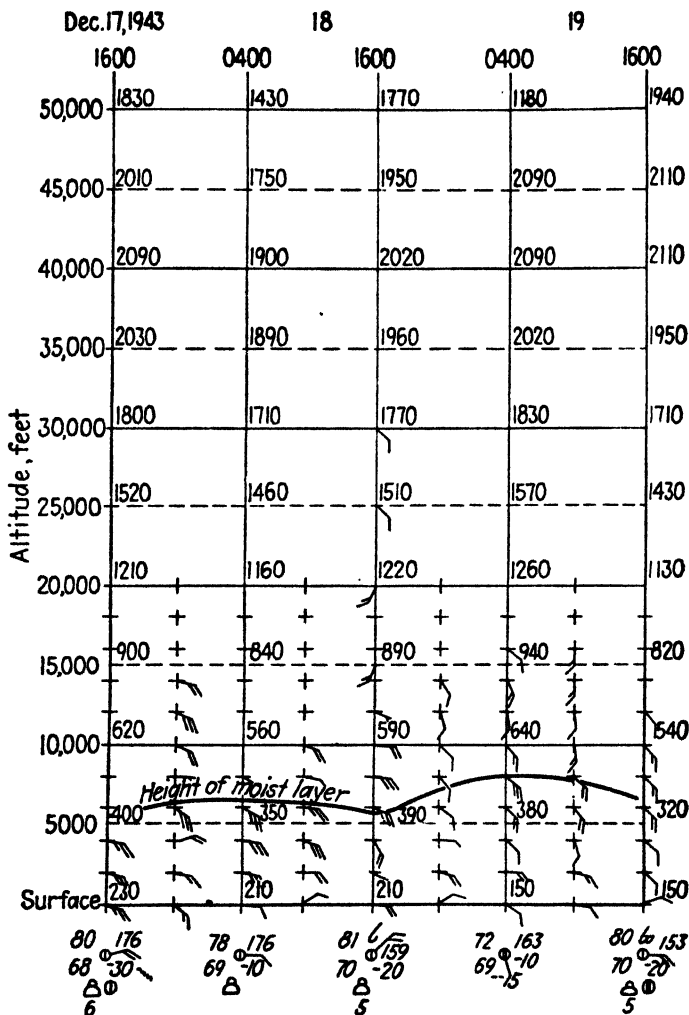 Dec.17,1943 18 19
1600 0400 1600 0400 1600
50,000 1830 1430 1770 1180 1940
45,000 2010 1750 1950 2090 2110
40,000 2090 1900 2020 2090 2110
35,000 2030 1890 1960 2020 1950
30,000 1800 1710 1770 1830 1710
25,000 1520 1460 1510 1570 1430
20,000 1210 1160 1220 1260 1130
15,000 900 840 890 940 820
10,000 620 560 590 640 540
Height of moist layer
5000 400 350 390 380 320
Surface 230 210 210 150 150
Altitude, feet
80 176 78 176 81 159 72 163 80 153
68 -30 69 -10 70 -20 69 -10 70 -20
-15
6 5 5